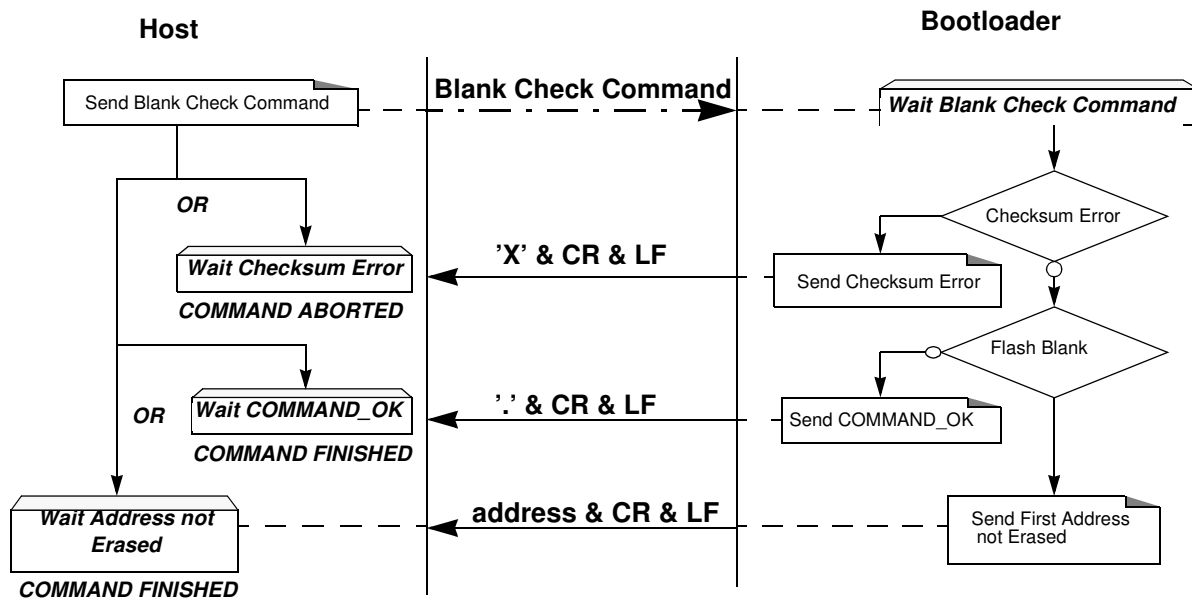 Host
Bootloader
Send Blank Check Command
Blank Check Command
Wait Blank Check Command
OR
Checksum Error
Wait Checksum Error
’X’ & CR & LF
Send Checksum Error
COMMAND ABORTED
Flash Blank
OR
Wait COMMAND_OK
’.’ & CR & LF
Send COMMAND_OK
COMMAND FINISHED
Wait Address not
Erased
address & CR & LF
Send First Address
not Erased
COMMAND FINISHED